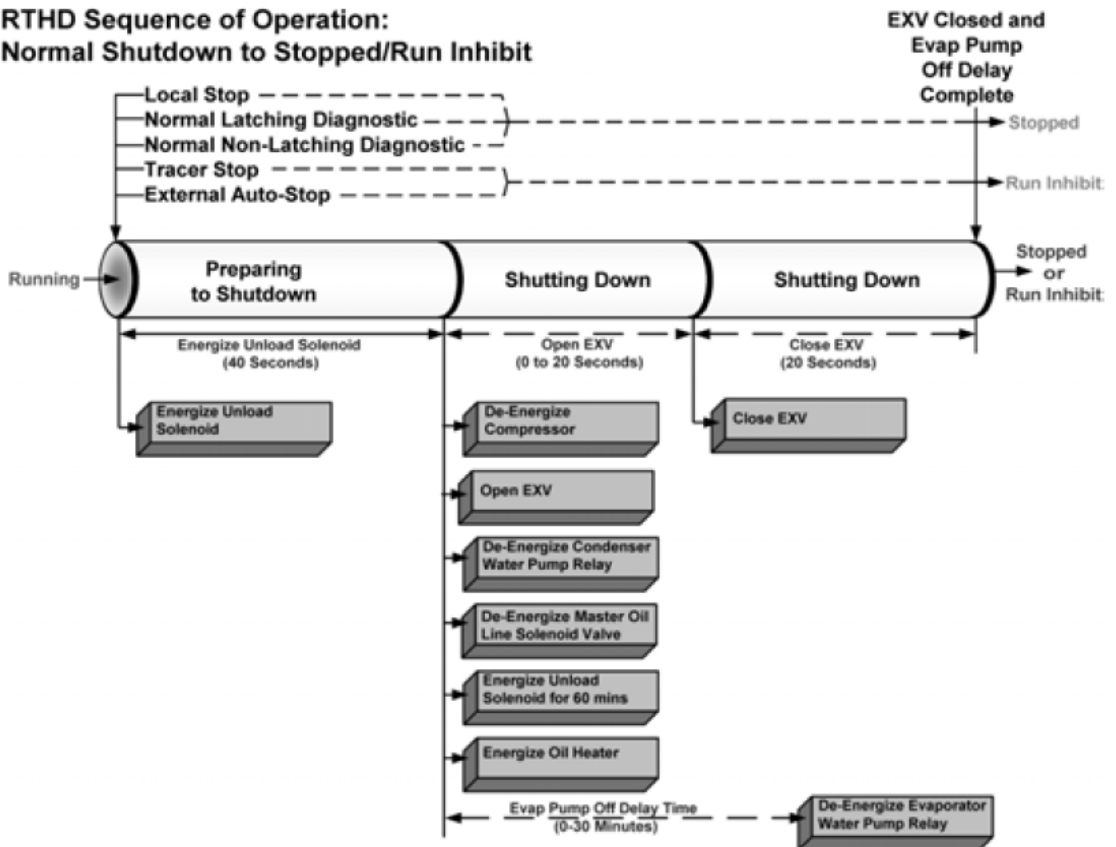 RTHD Sequence of Operation:
Normal Shutdown to Stopped/Run Inhibit
EXV Closed and
Evap Pump
Off Delay
Complete
Local Stop
Normal Latching Diagnostic
Normal Non-Latching Diagnostic
Tracer Stop
External Auto-Stop
Stopped
Run Inhibit
Running
Preparing
to Shutdown
Shutting Down
Shutting Down
Stopped
or
Run Inhibit
Energize Unload Solenoid
(40 Seconds)
Open EXV
(0 to 20 Seconds)
Close EXV
(20 Seconds)
Energize Unload
Solenoid
De-Energize
Compressor
Close EXV
Open EXV
De-Energize Condenser
Water Pump Relay
De-Energize Master Oil
Line Solenoid Valve
Energize Unload
Solenoid for 60 mins
Energize Oil Heater
Evap Pump Off Delay Time
(0-30 Minutes)
De-Energize Evaporator
Water Pump Relay